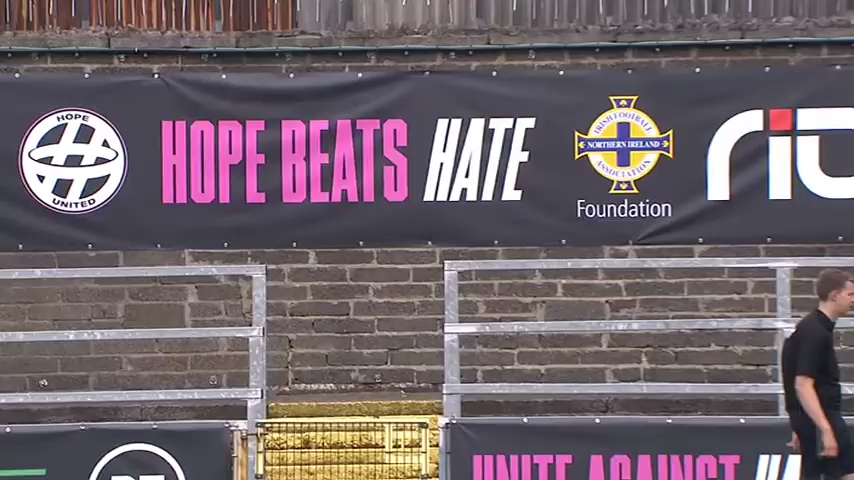 HOPE
UNITED
HOPE BEATS HATE
IRISH FOOTBALL
NORTHERN IRELAND
ASSOCIATION
Foundation
UNITE AGAINST